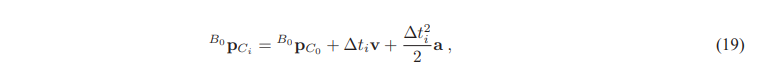 $^{B_0}\mathbf{p}_{C_i} = {}^{B_0}\mathbf{p}_{C_0} + \Delta t_i \mathbf{v} + \frac{\Delta t_i^2}{2} \mathbf{a}\,,$ (19)